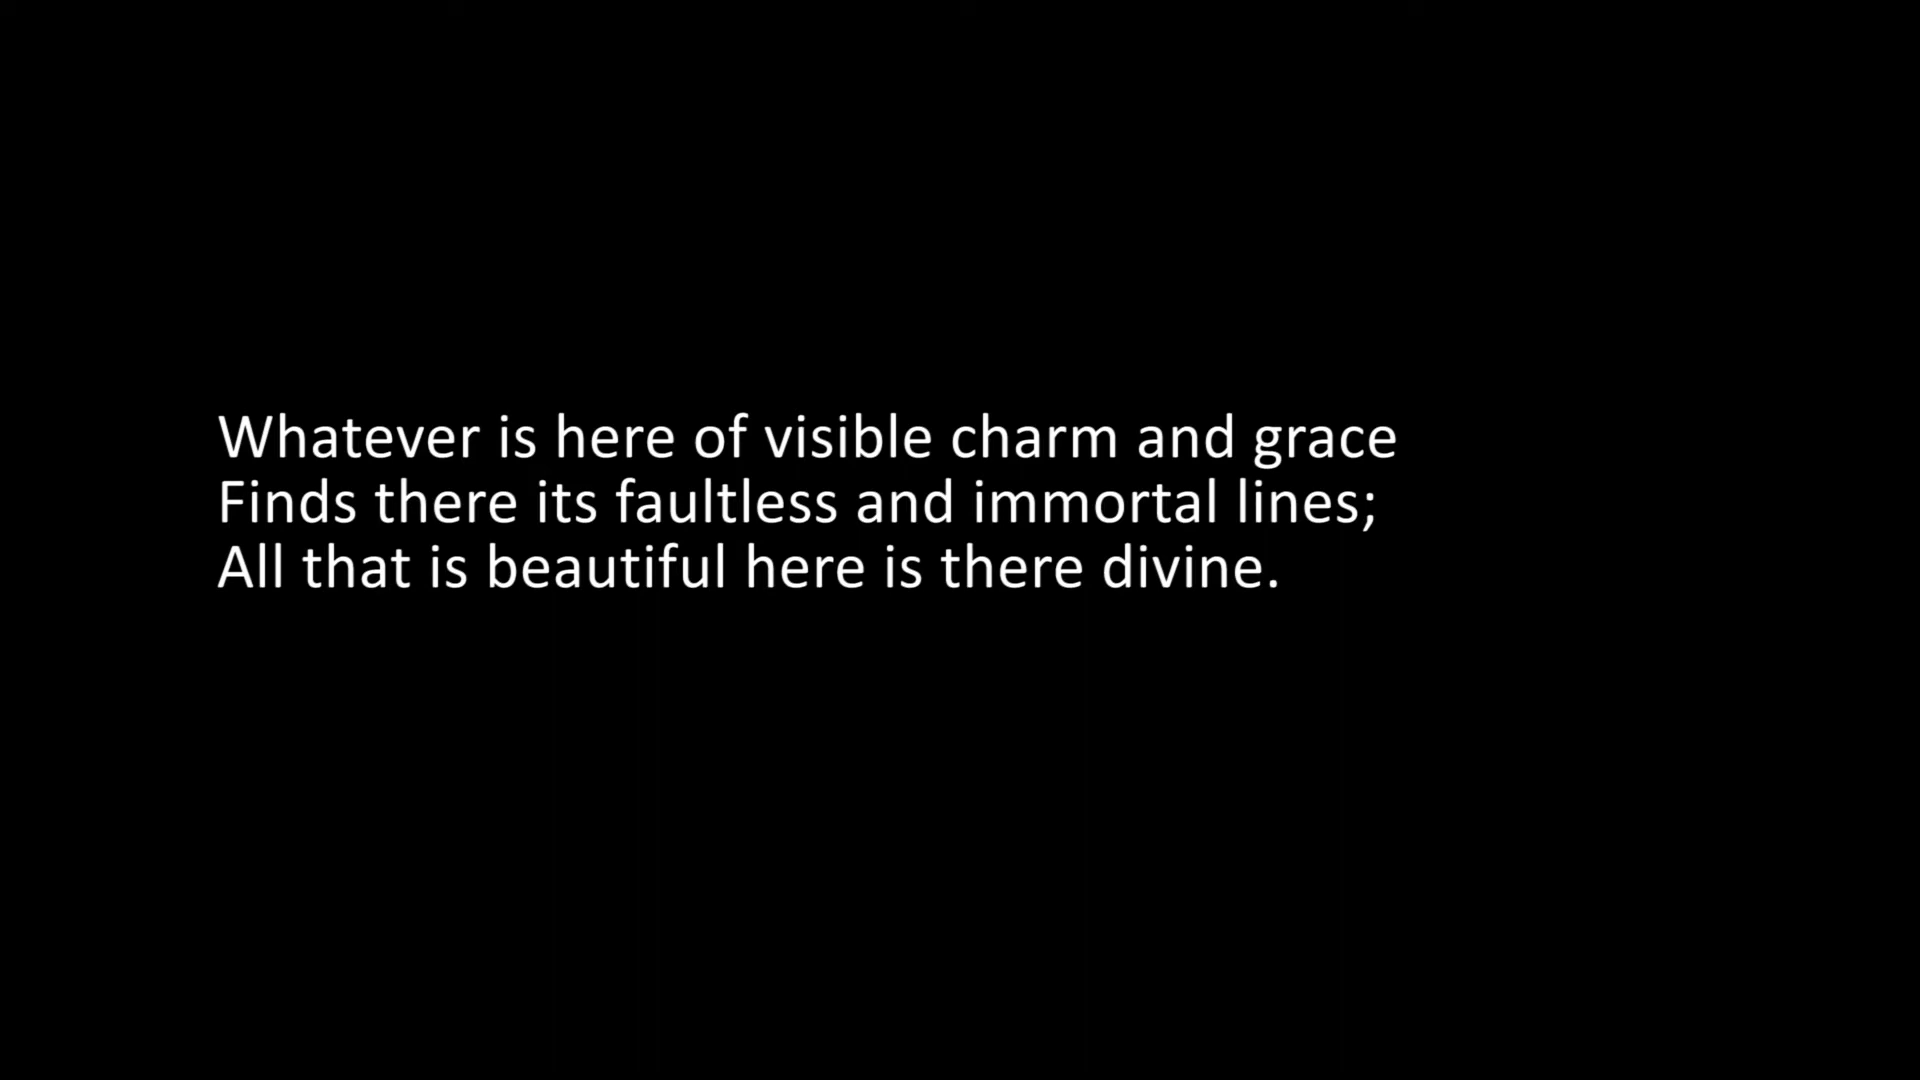 Whatever is here of visible charm and grace
Finds there its faultless and immortal lines;
All that is beautiful here is there divine.